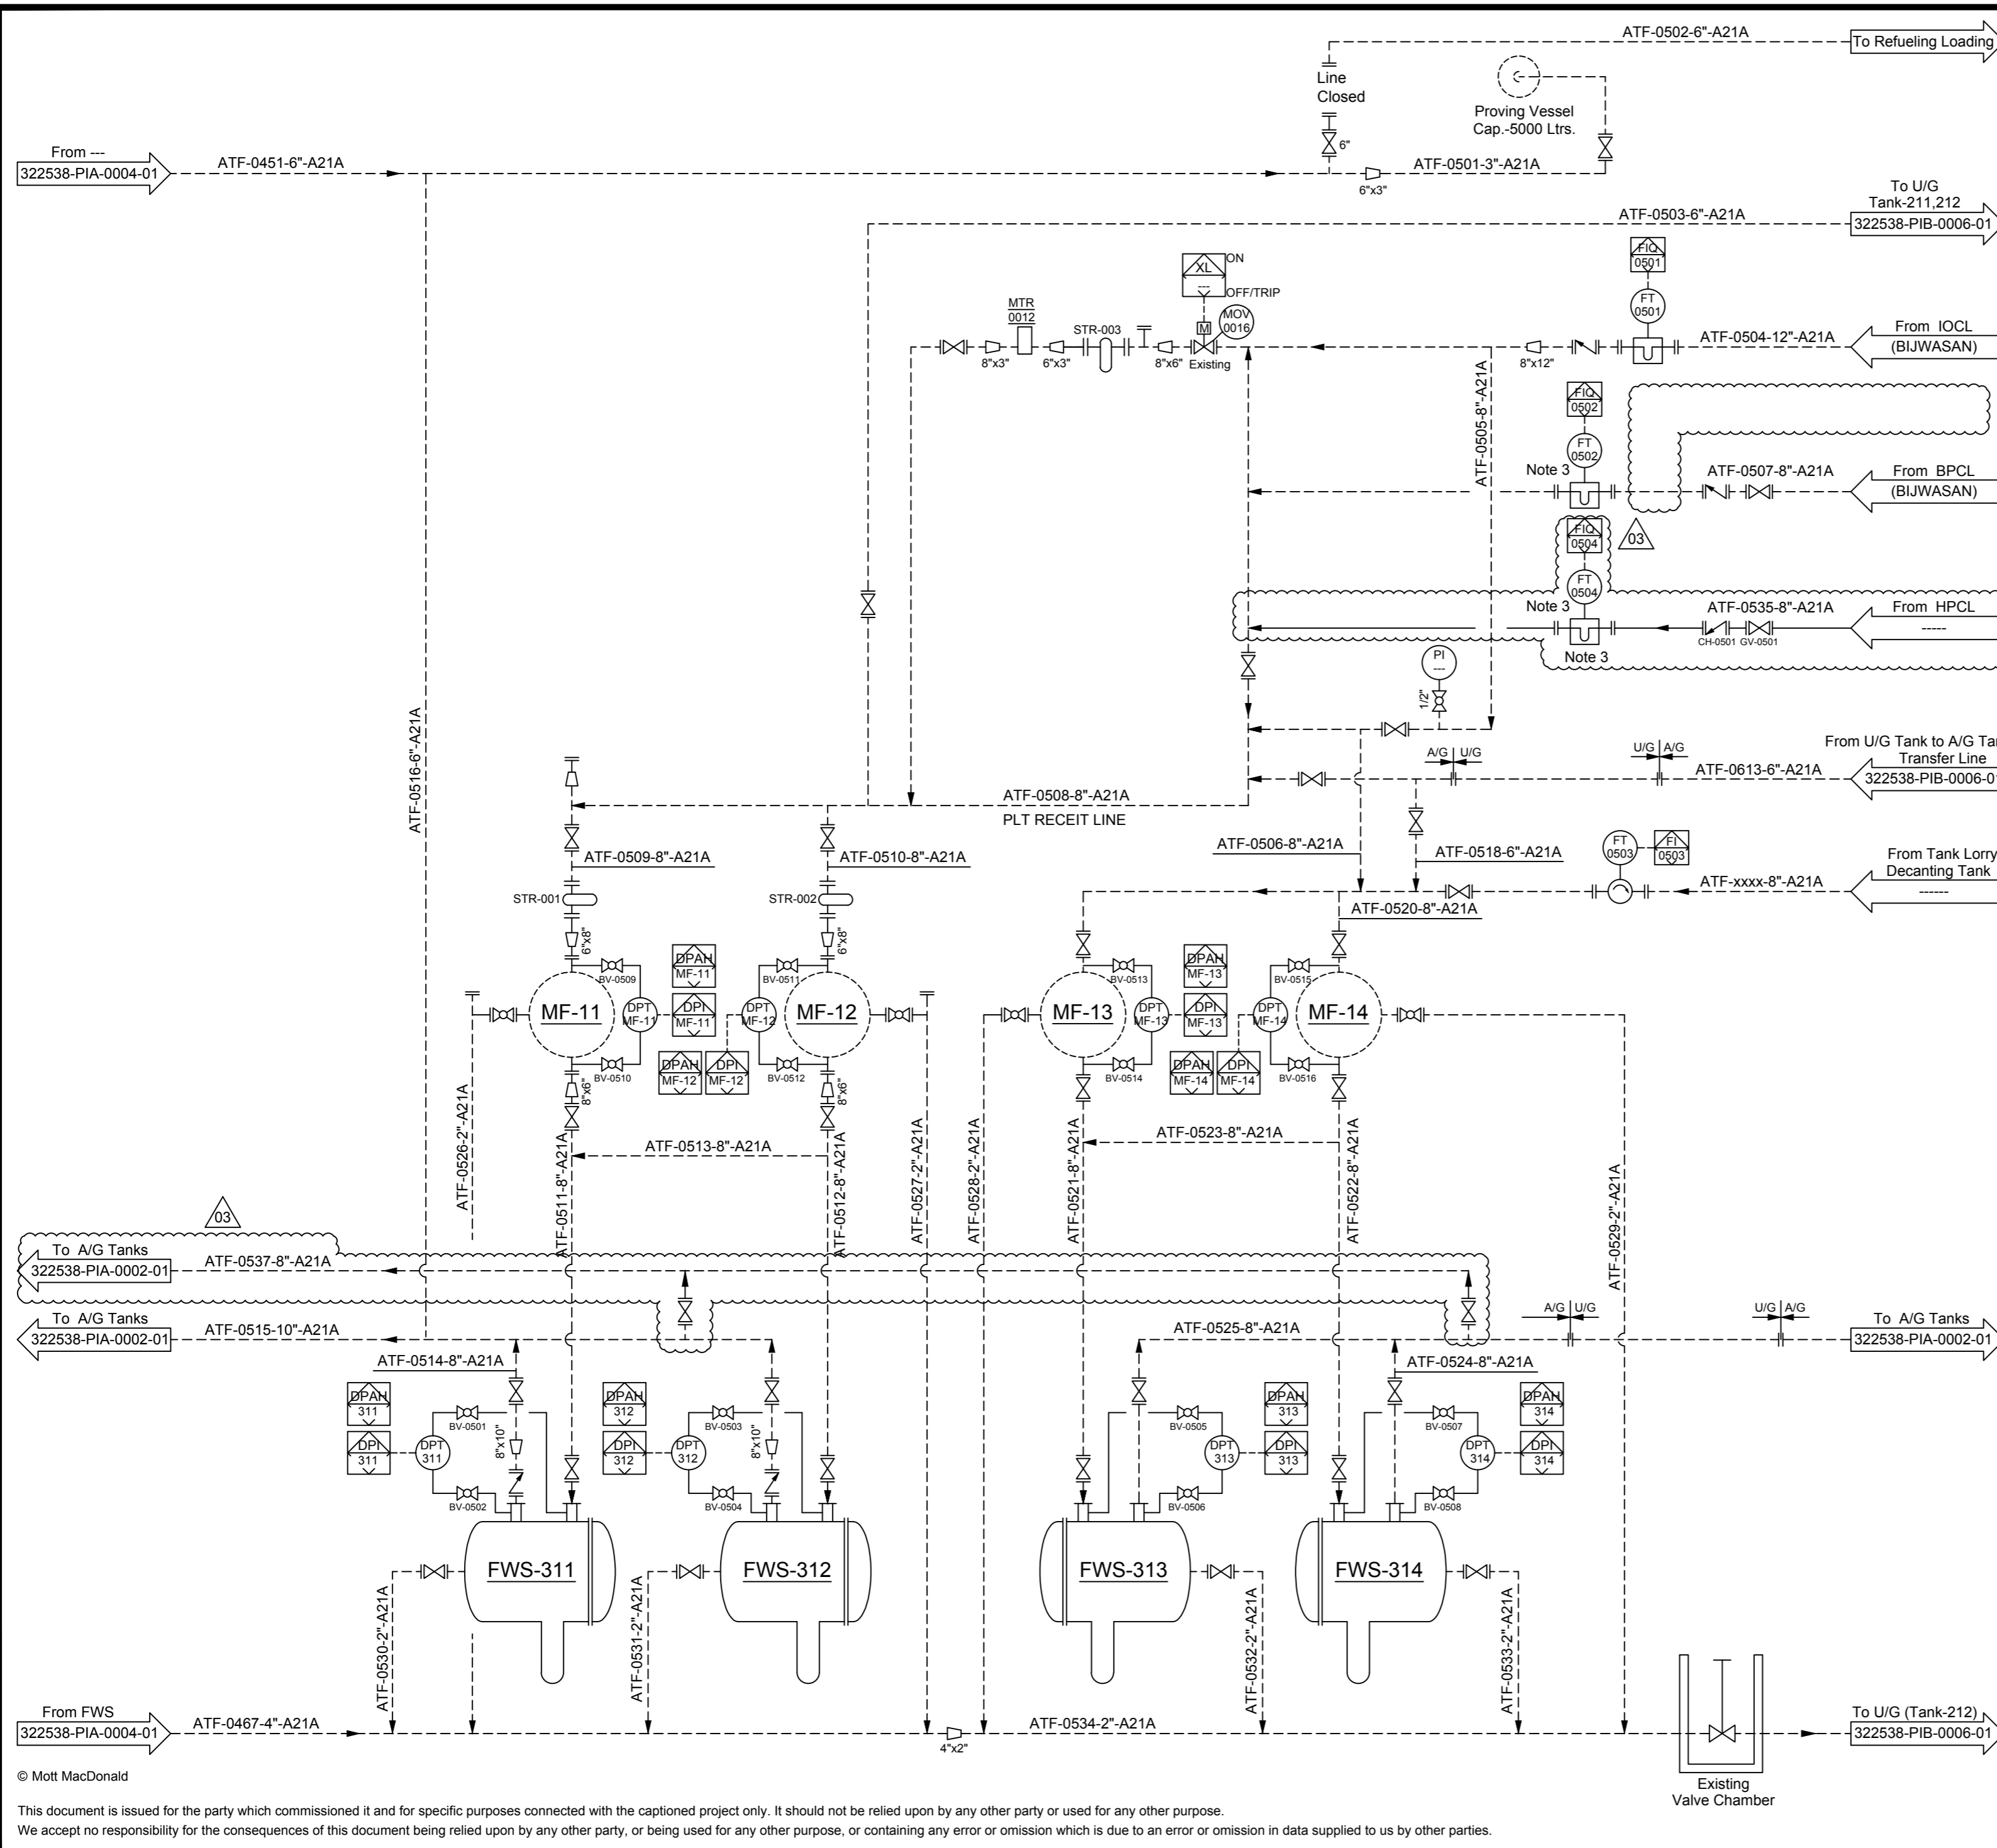 ATF-0502-6"-A21A
To Refueling Loading
Line
Closed
Proving Vessel
Cap.-5000 Ltrs.
6"
From ---
322538-PIA-0004-01
ATF-0451-6"-A21A
ATF-0501-3"-A21A
6"x3"
To U/G
Tank-211,212
322538-PIB-0006-01
ATF-0503-6"-A21A
FIQ
0501
XL
---
ON
OFF/TRIP
MTR
0012
STR-003
M
MOV
0016
FT
0501
ATF-0504-12"-A21A
From IOCL
(BIJWASAN)
8"x3"
6"x3"
8"x6"
Existing
8"x12"
ATF-0505-8"-A21A
FIQ
0502
FT
0502
Note 3
ATF-0507-8"-A21A
From BPCL
(BIJWASAN)
FIQ
0504
03
FT
0504
Note 3
ATF-0535-8"-A21A
From HPCL
-----
CH-0501
GV-0501
Note 3
PI
---
1/2"
ATF-0516-6"-A21A
A/G
U/G
U/G
A/G
From U/G Tank to A/G Ta
Transfer Line
322538-PIB-0006-0
ATF-0613-6"-A21A
ATF-0508-8"-A21A
PLT RECEIT LINE
ATF-0509-8"-A21A
ATF-0510-8"-A21A
ATF-0506-8"-A21A
ATF-0518-6"-A21A
FT
0503
FI
0503
From Tank Lorry
Decanting Tank
------
ATF-xxxx-8"-A21A
STR-001
STR-002
ATF-0520-8"-A21A
6"x8"
6"x8"
BV-0509
BV-0511
BV-0513
BV-0515
DPAH
MF-11
DPAH
MF-13
MF-11
DPT
MF-11
DPI
MF-11
DPT
MF-12
MF-12
MF-13
DPT
MF-13
DPI
MF-13
DPT
MF-14
MF-14
BV-0510
DPAH
MF-12
DPI
MF-12
BV-0512
BV-0514
DPAH
MF-14
DPI
MF-14
BV-0516
8"x6"
8"x6"
ATF-0526-2"-A21A
ATF-0511-8"-A21A
ATF-0513-8"-A21A
ATF-0512-8"-A21A
ATF-0527-2"-A21A
ATF-0528-2"-A21A
ATF-0521-8"-A21A
ATF-0523-8"-A21A
ATF-0522-8"-A21A
ATF-0529-2"-A21A
03
To A/G Tanks
322538-PIA-0002-01
ATF-0537-8"-A21A
To A/G Tanks
322538-PIA-0002-01
ATF-0515-10"-A21A
ATF-0525-8"-A21A
A/G
U/G
U/G
A/G
To A/G Tanks
322538-PIA-0002-01
ATF-0514-8"-A21A
ATF-0524-8"-A21A
DPAH
311
DPAH
312
DPAH
313
DPAH
314
BV-0501
BV-0503
BV-0505
BV-0507
DPI
311
DPT
311
8"x10"
DPI
312
DPT
312
8"x10"
DPT
313
DPI
313
DPT
314
DPI
314
BV-0502
BV-0504
BV-0506
BV-0508
FWS-311
FWS-312
FWS-313
FWS-314
ATF-0530-2"-A21A
ATF-0531-2"-A21A
ATF-0532-2"-A21A
ATF-0533-2"-A21A
From FWS
322538-PIA-0004-01
ATF-0467-4"-A21A
4"x2"
ATF-0534-2"-A21A
To U/G (Tank-212)
322538-PIB-0006-01
Existing
Valve Chamber
© Mott MacDonald
This document is issued for the party which commissioned it and for specific purposes connected with the captioned project only. It should not be relied upon by any other party or used for any other purpose.
We accept no responsibility for the consequences of this document being relied upon by any other party, or being used for any other purpose, or containing any error or omission which is due to an error or omission in data supplied to us by other parties.